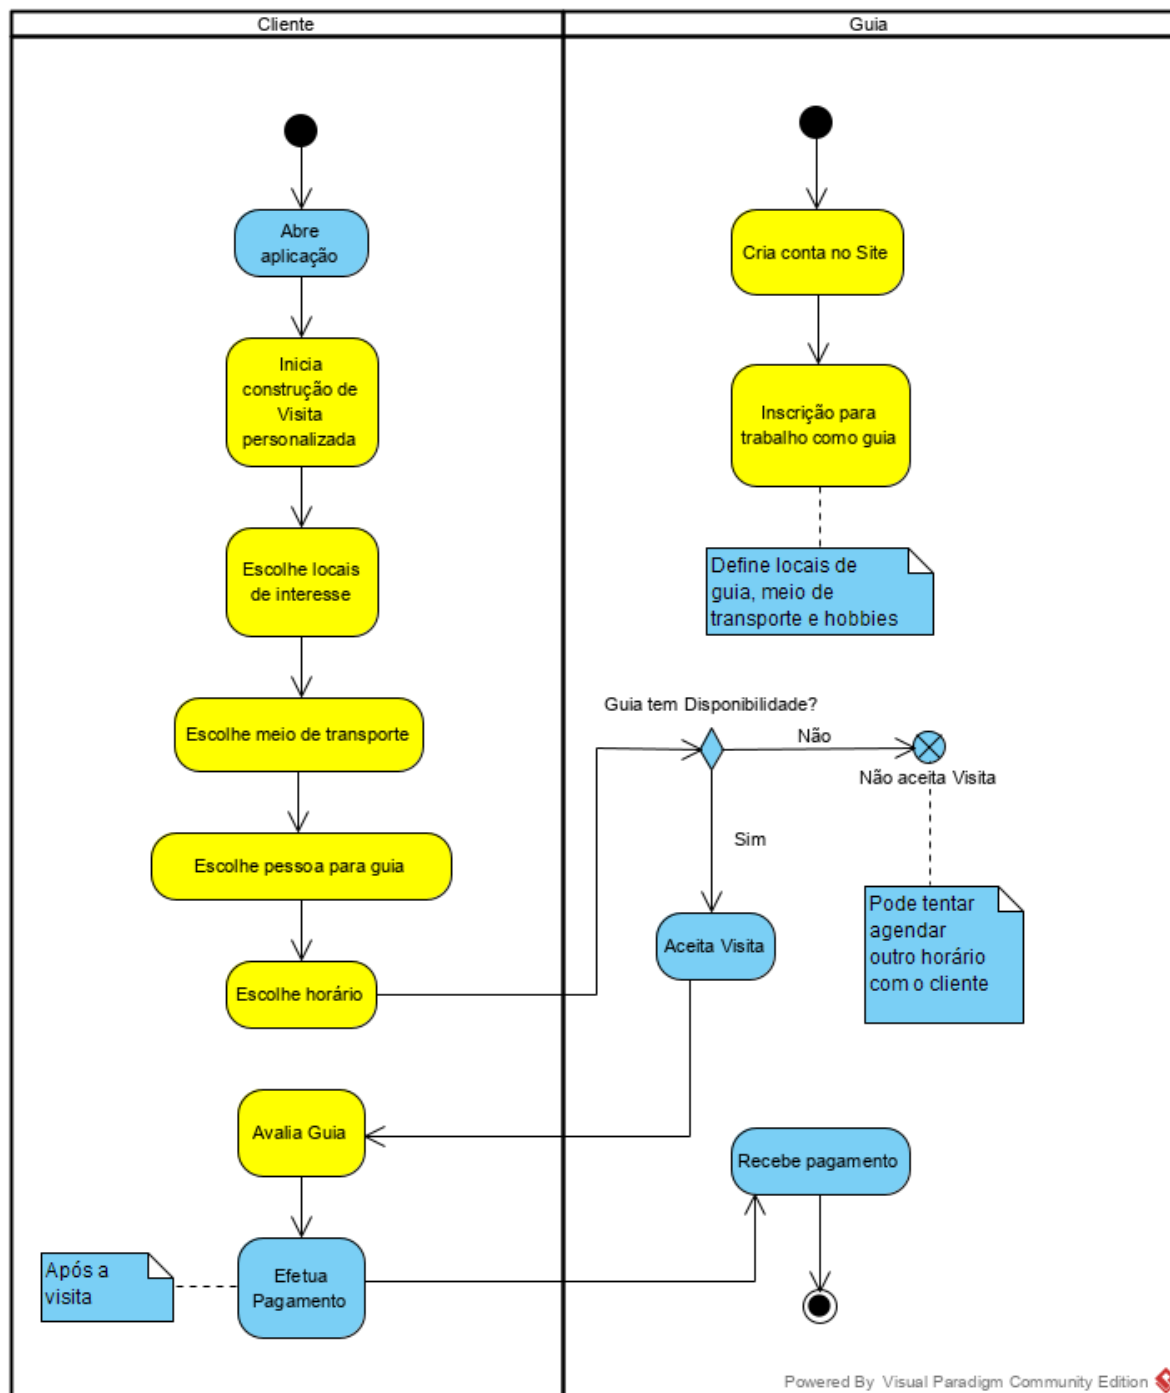 Cliente
Guia
Abre
aplicação
Inicia
construção de
Visita
personalizada
Escolhe locais
de interesse
Escolhe meio de transporte
Escolhe pessoa para guia
Escolhe horário
Avalia Guia
Efetua
Pagamento
Após a
visita
Cria conta no Site
Inscrição para
trabalho como guia
Define locais de
guia, meio de
transporte e hobbies
Guia tem Disponibilidade?
Não
Não aceita Visita
Sim
Pode tentar
agendar
outro horário
com o cliente
Aceita Visita
Recebe pagamento
Powered By Visual Paradigm Community Edition